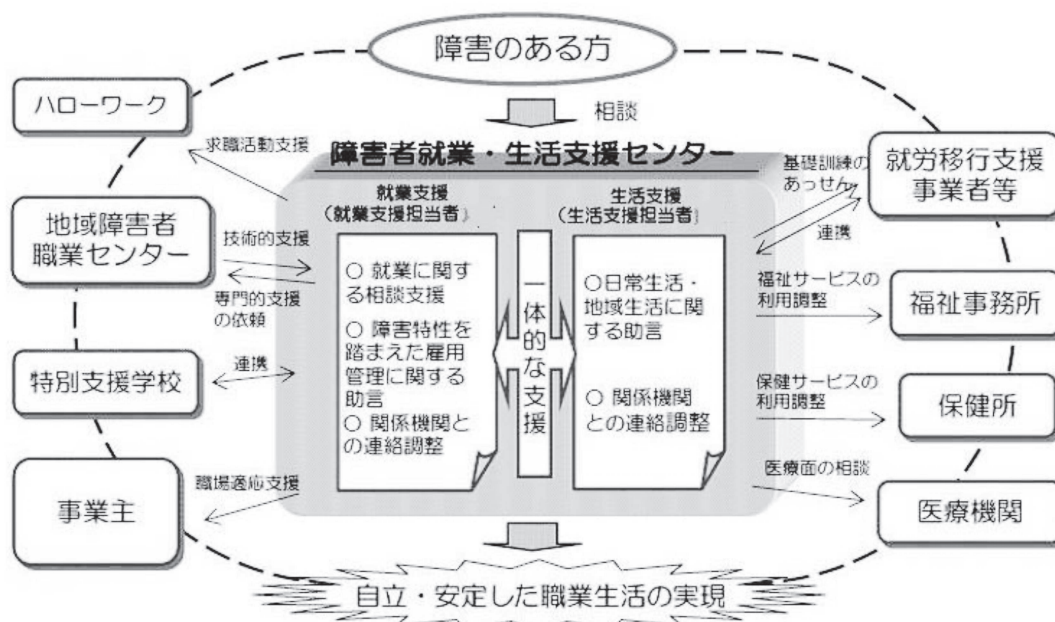 障害のある方
相談
ハローワーク
求職活動支援
地域障害者
職業センター
技術的支援
専門的支援
の依頼
特別支援学校
連携
事業主
職場適応支援
障害者就業・生活支援センター
就業支援
(就業支援担当者)
○ 就業に関す
る相談支援
○ 障害特性を
踏まえた雇用
管理に関する
助言
○ 関係機関と
の連絡調整
一体的な支援
生活支援
(生活支援担当者)
○日常生活・
地域生活に関
する助言
○ 関係機関
との連絡調整
基礎訓練の
あっせん
連携
就労移行支援
事業者等
福祉サービスの
利用調整
福祉事務所
保健サービスの
利用調整
保健所
医療面の相談
医療機関
自立・安定した職業生活の実現